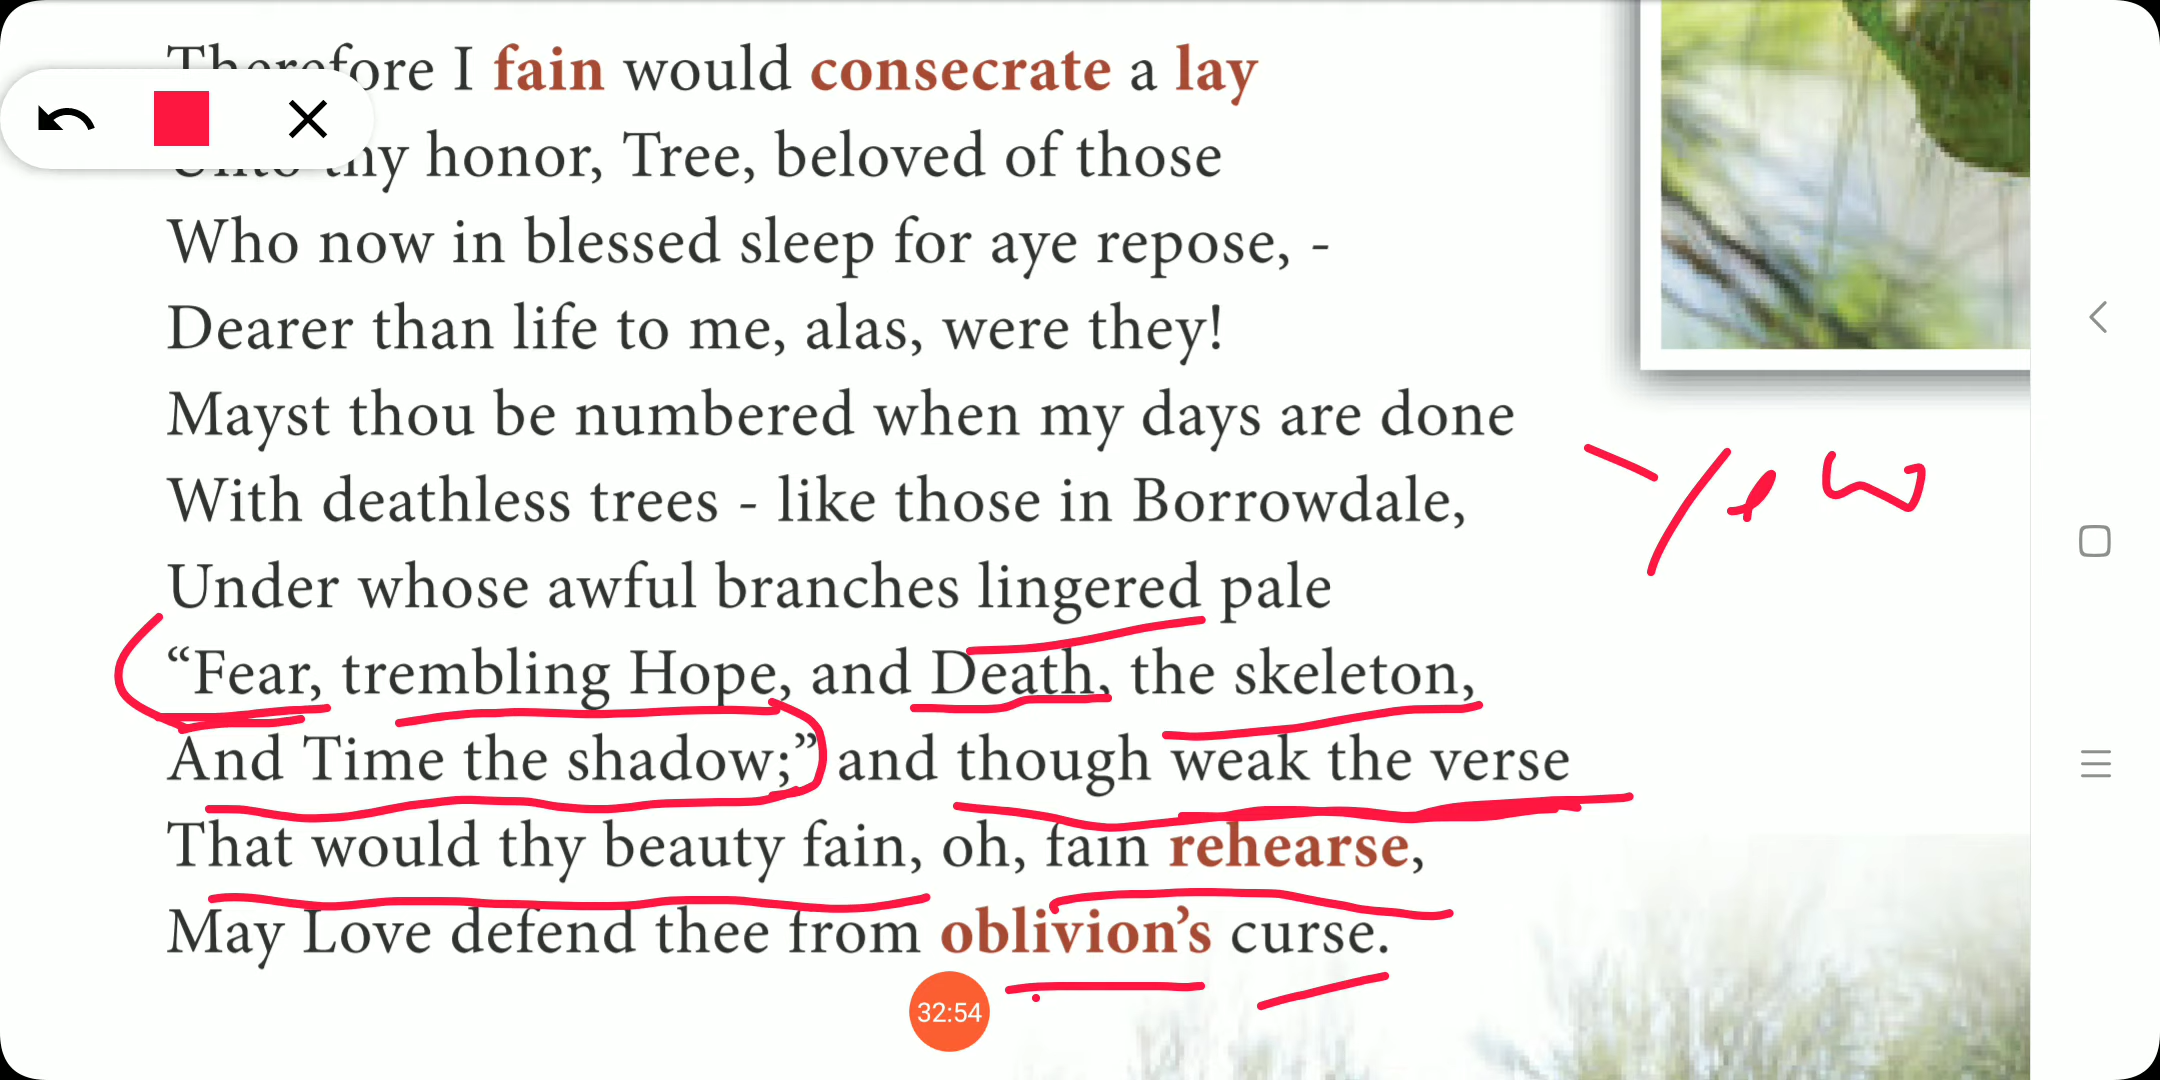 Therefore I fain would consecrate a lay
Unto thy honor, Tree, beloved of those
Who now in blessed sleep for aye repose, -
Dearer than life to me, alas, were they!
Mayst thou be numbered when my days are done
With deathless trees - like those in Borrowdale,
yew
Under whose awful branches lingered pale
“Fear, trembling Hope, and Death, the skeleton,
And Time the shadow;” and though weak the verse
That would thy beauty fain, oh, fain rehearse,
May Love defend thee from oblivion’s curse.
32:54